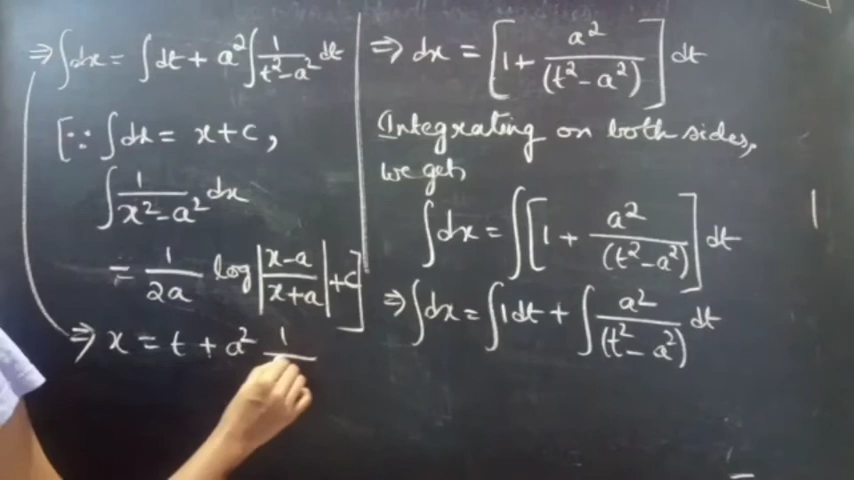 ⇒ ∫dx = ∫dt + a² ∫ 1/(t² - a²) dt
[∵ ∫dx = x + c,
∫ 1/(x² - a²) dx
= 1/(2a) log |(x-a)/(x+a)| + c]
⇒ x = t + a² 1
⇒ dx = [1 + a²/(t² - a²)] dt
Integrating on both sides,
we get,
∫dx = ∫[1 + a²/(t² - a²)] dt
⇒ ∫dx = ∫1dt + ∫ a²/(t² - a²) dt